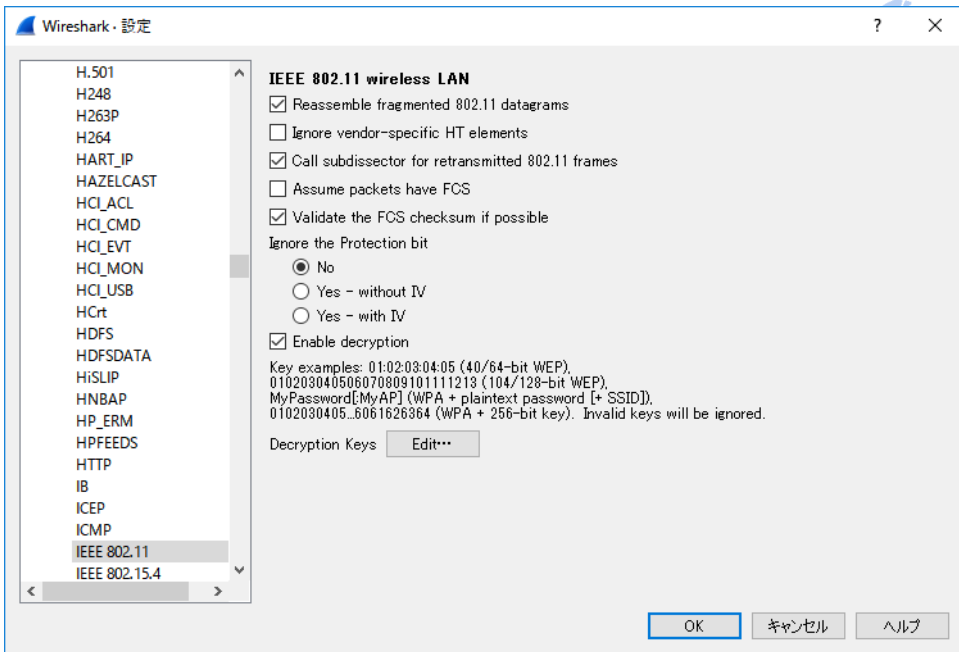 Wireshark · 設定
?
H.501
H248
H263P
H264
HART_IP
HAZELCAST
HCI_ACL
HCI_CMD
HCI_EVT
HCI_MON
HCI_USB
HCrt
HDFS
HDFSDATA
HiSLIP
HNBAP
HP_ERM
HPFEEDS
HTTP
IB
ICEP
ICMP
IEEE 802.11
IEEE 802.15.4
IEEE 802.11 wireless LAN
Reassemble fragmented 802.11 datagrams
Ignore vendor-specific HT elements
Call subdissector for retransmitted 802.11 frames
Assume packets have FCS
Validate the FCS checksum if possible
Ignore the Protection bit
No
Yes - without IV
Yes - with IV
Enable decryption
Key examples: 01:02:03:04:05 (40/64-bit WEP),
010203040506070809101111213 (104/128-bit WEP),
MyPassword[:MyAP] (WPA + plaintext password [+ SSID]),
0102030405...6061626364 (WPA + 256-bit key). Invalid keys will be ignored.
Decryption Keys Edit…
OK キャンセル ヘルプ